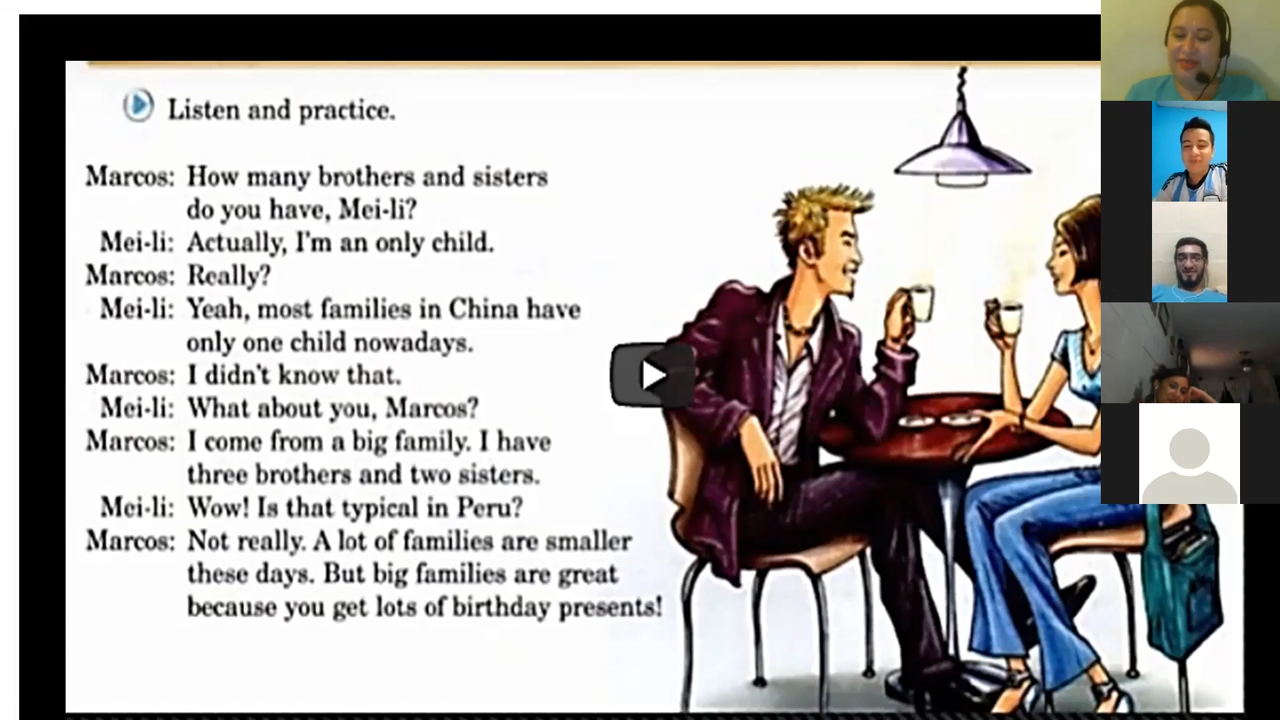 Listen and practice.
Marcos: How many brothers and sisters
do you have, Mei-li?
Mei-li: Actually, I'm an only child.
Marcos: Really?
Mei-li: Yeah, most families in China have
only one child nowadays.
Marcos: I didn't know that.
Mei-li: What about you, Marcos?
Marcos: I come from a big family. I have
three brothers and two sisters.
Mei-li: Wow! Is that typical in Peru?
Marcos: Not really. A lot of families are smaller
these days. But big families are great
because you get lots of birthday presents!